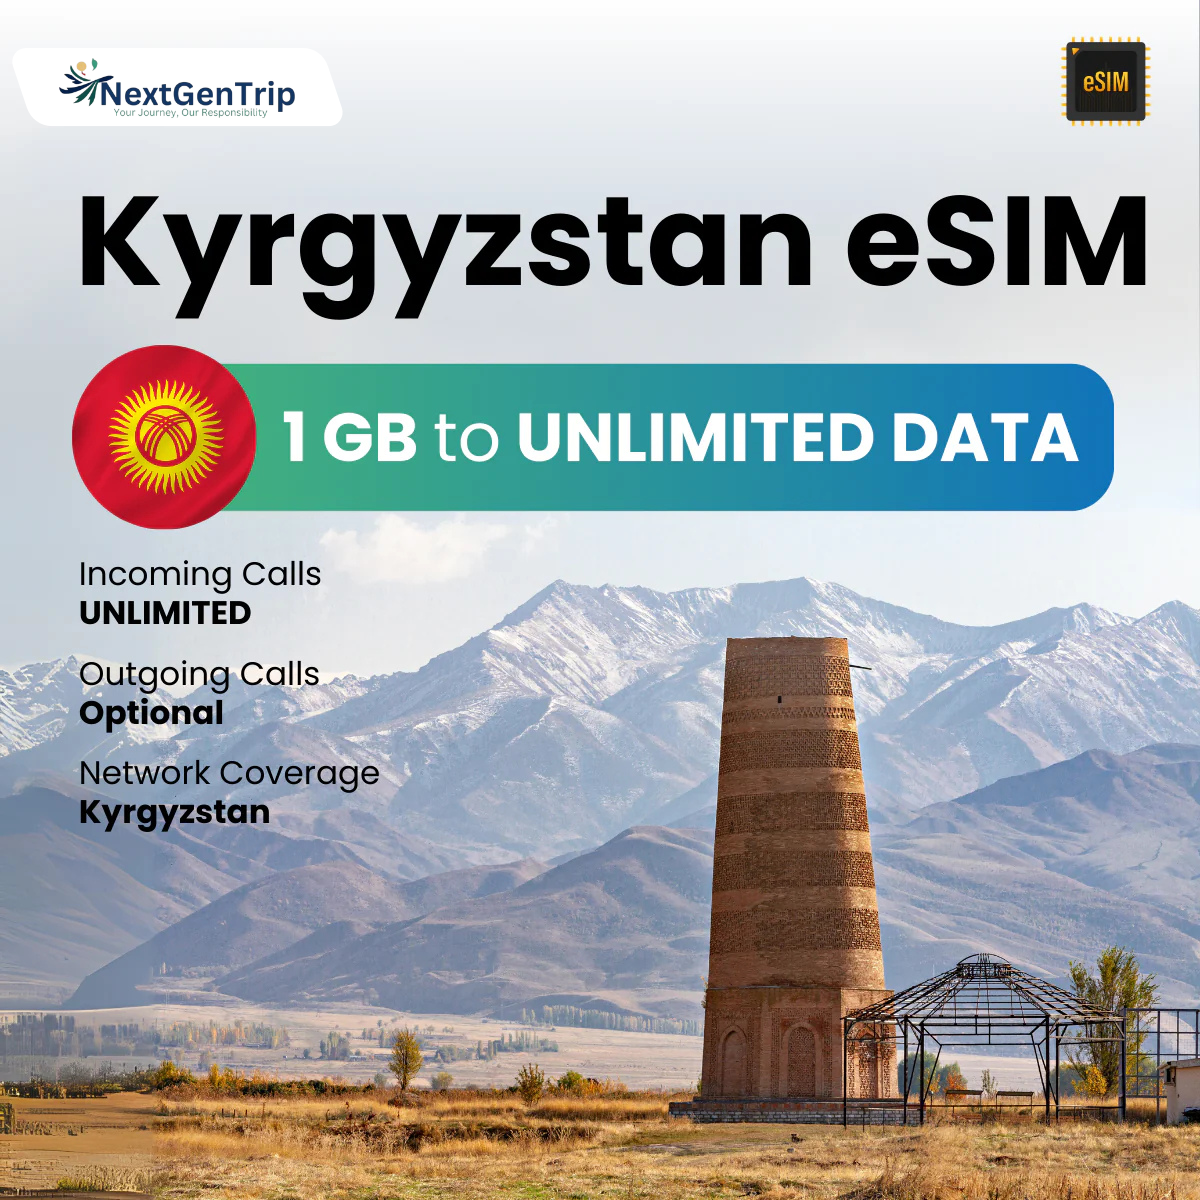 NextGenTrip
Your Journey, Our Responsibility
eSIM
Kyrgyzstan eSIM
1 GB to UNLIMITED DATA
Incoming Calls
UNLIMITED
Outgoing Calls
Optional
Network Coverage
Kyrgyzstan